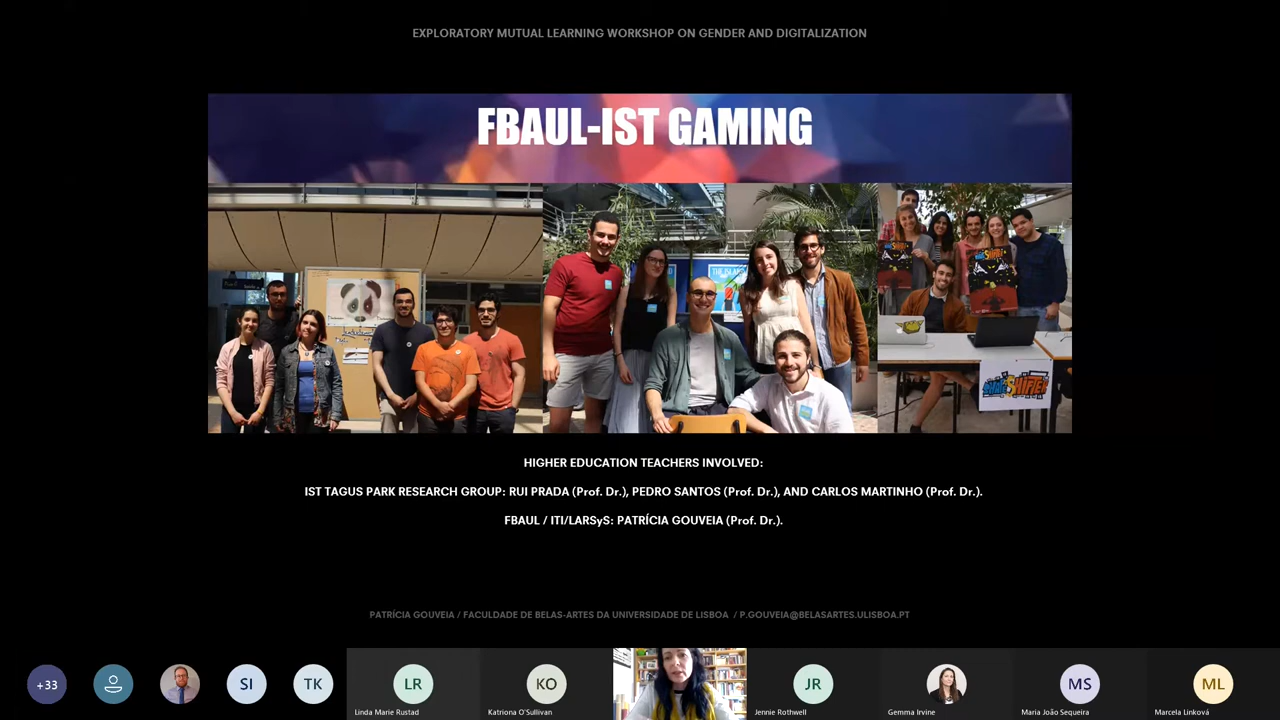 EXPLORATORY MUTUAL LEARNING WORKSHOP ON GENDER AND DIGITALIZATION
FBAUL-IST GAMING
THE ISLAND
SHIFTER
HIGHER EDUCATION TEACHERS INVOLVED:
IST TAGUS PARK RESEARCH GROUP: RUI PRADA (Prof. Dr.), PEDRO SANTOS (Prof. Dr.), AND CARLOS MARTINHO (Prof. Dr.).
FBAUL / ITI/LARSyS: PATRÍCIA GOUVEIA (Prof. Dr.).
PATRÍCIA GOUVEIA / FACULDADE DE BELAS-ARTES DA UNIVERSIDADE DE LISBOA / P.GOUVEIA@BELASARTES.ULISBOA.PT
+33
SI
TK
LR
KO
JR
MS
ML
Linda Marie Rustad
Katriona O'Sullivan
Jennie Rothwell
Gemma Irvine
Maria João Sequeira
Marcela Linková